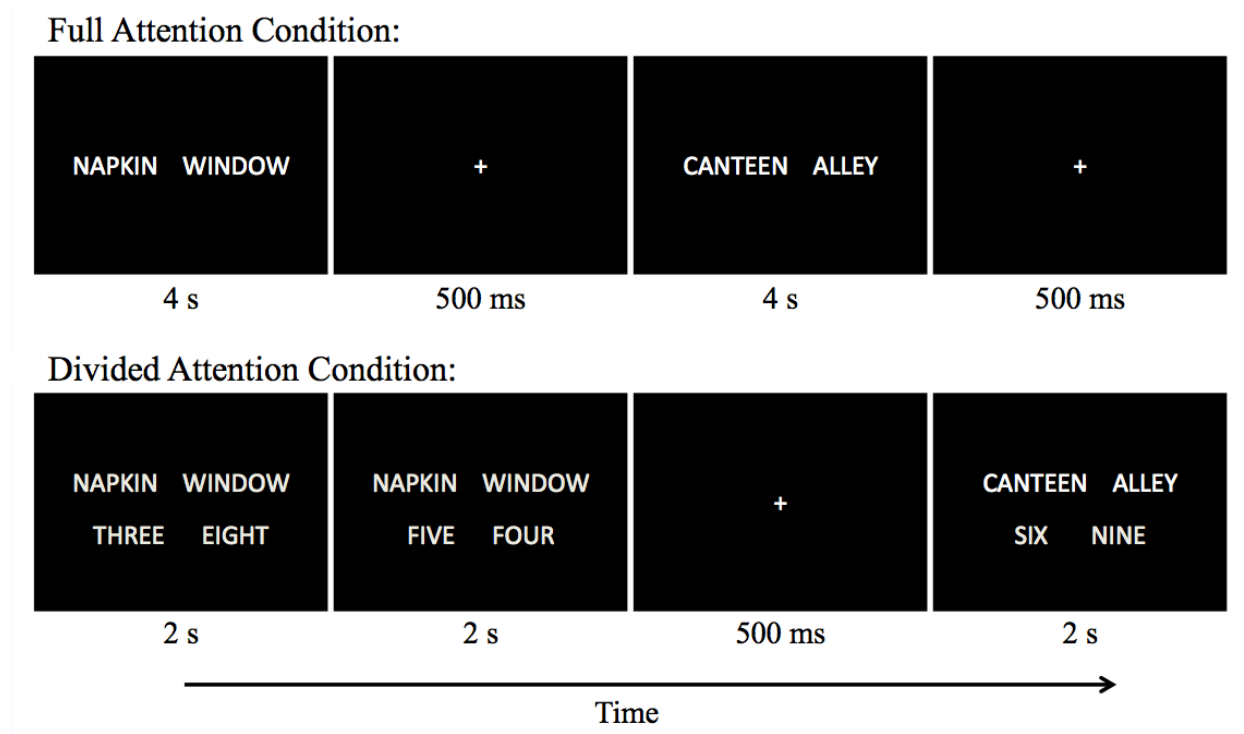 Full Attention Condition:
NAPKIN WINDOW
+
CANTEEN ALLEY
+
4 s
500 ms
4 s
500 ms
Divided Attention Condition:
NAPKIN WINDOW
THREE EIGHT
NAPKIN WINDOW
FIVE FOUR
+
CANTEEN ALLEY
SIX NINE
2 s
2 s
500 ms
2 s
Time